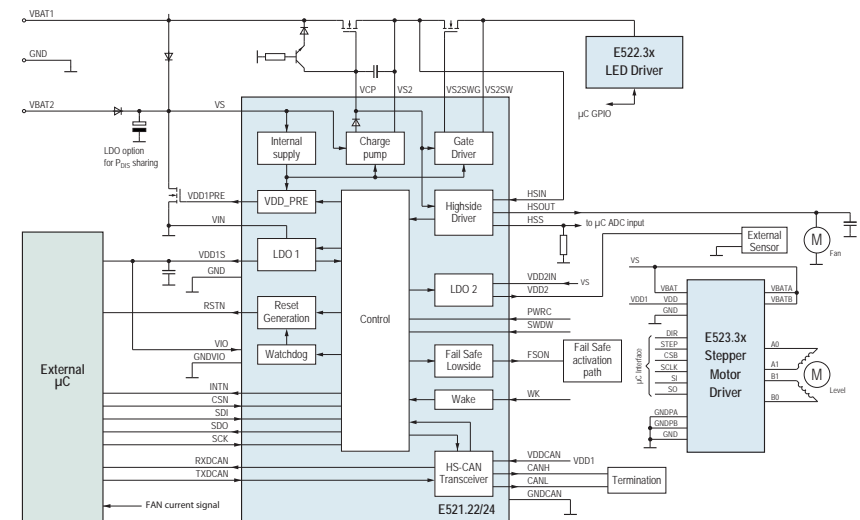 VBAT1
GND
VBAT2
VS
LDO option
for PDIS sharing
VCP
VS2
VS2SWG
VS2SW
E522.3x
LED Driver
µC GPIO
Internal
supply
Charge
pump
Gate
Driver
VDD1PRE
VDD_PRE
VIN
Highside
Driver
HSIN
HSOUT
HSS
to µC ADC input
M
Fan
External
Sensor
VDD1S
GND
LDO 1
LDO 2
VDD2IN
VS
VDD2
RSTN
Reset
Generation
Control
PWRC
SWDW
VIO
GNDVIO
Watchdog
Fail Safe
Lowside
FSON
Fail Safe
activation
path
External
µC
INTN
CSN
SDI
SDO
SCK
Wake
WK
RXDCAN
TXDCAN
HS-CAN
Transceiver
VDDCAN
VDD1
CANH
CANL
GNDCAN
Termination
FAN current signal
E521.22/24
VS
VBAT
VDD1
VDD
GND
VBATA
VBATB
µC Interface
DIR
STEP
CSB
SCLK
SI
SO
GNDPA
GNDPB
GND
E523.3x
Stepper
Motor
Driver
A0
A1
B1
B0
M
Level